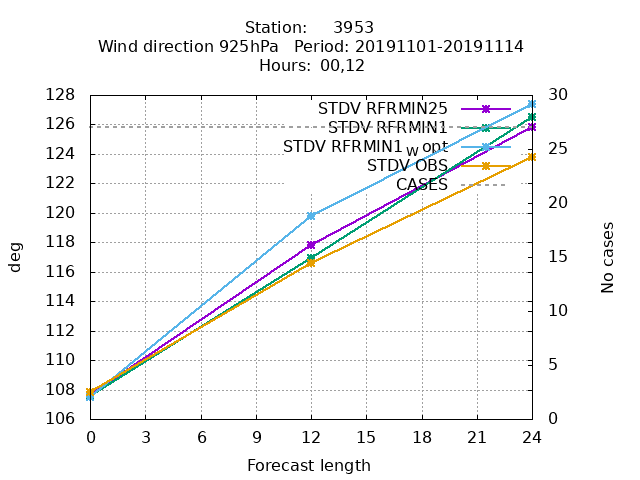 Station:     3953
Wind direction 925hPa   Period: 20191101-20191114
Hours:  00,12
STDV RFRMIN25
STDV RFRMIN1
STDV RFRMIN1 W opt
STDV OBS
CASES
128
126
124
122
120
118
116
114
112
110
108
106
30
25
20
15
10
5
0
deg
No cases
0 3 6 9 12 15 18 21 24
Forecast length